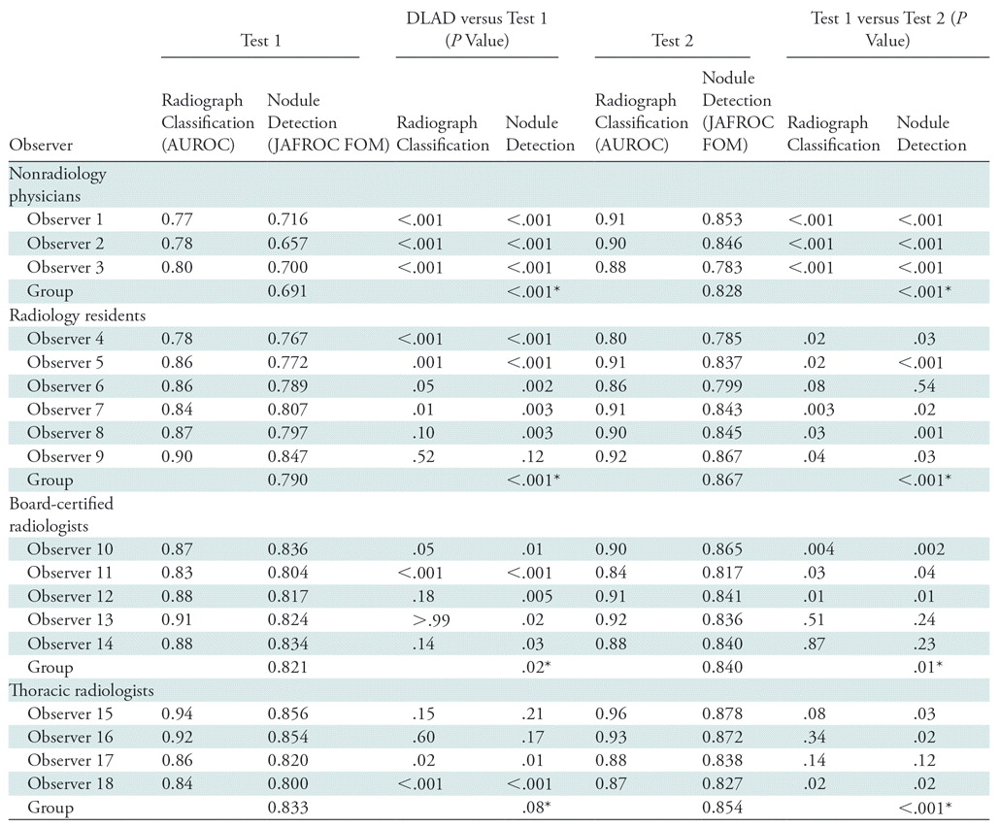 Test 1 DLAD versus Test 1 (P Value) Test 2 Test 1 versus Test 2 (P Value)
Observer Radiograph Classification (AUROC) Nodule Detection (JAFROC FOM) Radiograph Classification Nodule Detection Radiograph Classification (AUROC) Nodule Detection (JAFROC FOM) Radiograph Classification Nodule Detection
Nonradiology
physicians
Observer 1 0.77 0.716 <.001 <.001 0.91 0.853 <.001 <.001
Observer 2 0.78 0.657 <.001 <.001 0.90 0.846 <.001 <.001
Observer 3 0.80 0.700 <.001 <.001 0.88 0.783 <.001 <.001
Group 0.691 <.001* 0.828 <.001*
Radiology residents
Observer 4 0.78 0.767 <.001 <.001 0.80 0.785 .02 .03
Observer 5 0.86 0.772 .001 <.001 0.91 0.837 .02 <.001
Observer 6 0.86 0.789 .05 .002 0.86 0.799 .08 .54
Observer 7 0.84 0.807 .01 .003 0.91 0.843 .003 .02
Observer 8 0.87 0.797 .10 .003 0.90 0.845 .03 .001
Observer 9 0.90 0.847 .52 .12 0.92 0.867 .04 .03
Group 0.790 <.001* 0.867 <.001*
Board-certified
radiologists
Observer 10 0.87 0.836 .05 .01 0.90 0.865 .004 .002
Observer 11 0.83 0.804 <.001 <.001 0.84 0.817 .03 .04
Observer 12 0.88 0.817 .18 .005 0.91 0.841 .01 .01
Observer 13 0.91 0.824 >.99 .02 0.92 0.836 .51 .24
Observer 14 0.88 0.834 .14 .03 0.88 0.840 .87 .23
Group 0.821 .02* 0.840 .01*
Thoracic radiologists
Observer 15 0.94 0.856 .15 .21 0.96 0.878 .08 .03
Observer 16 0.92 0.854 .60 .17 0.93 0.872 .34 .02
Observer 17 0.86 0.820 .02 .01 0.88 0.838 .14 .12
Observer 18 0.84 0.800 <.001 <.001 0.87 0.827 .02 .02
Group 0.833 .08* 0.854 <.001*